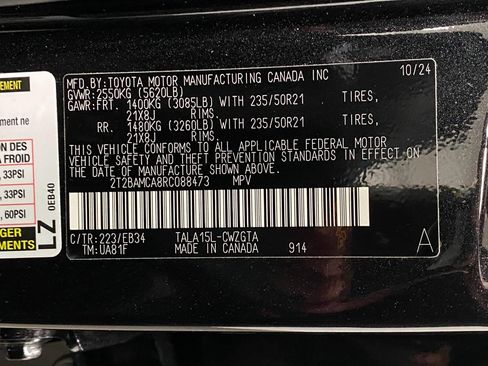 MFD.BY:TOYOTA MOTOR MANUFACTURING CANADA INC 10/24
GVWR:2550KG (5620LB)
GAWR:FRT. 1400KG (3085LB) WITH 235/50R21 TIRES,
21X8J RIMS,
RR. 1480KG (3260LB) WITH 235/50R21 TIRES,
21X8J RIMS.
THIS VEHICLE CONFORMS TO ALL APPLICABLE FEDERAL MOTOR
VEHICLE SAFETY AND THEFT PREVENTION STANDARDS IN EFFECT
ON THE DATE OF MANUFACTURE SHOWN ABOVE.
2T2BAMCA8RC088473 MPV
C/TR:223/EB34 TALA15L-CWZGTA
TM:UA81F MADE IN CANADA 914 A
EMENT
ment ne
ON DES
A FROID
, 33PSI
, 33PSI
, 60PSI
GER
LZ 0EB40